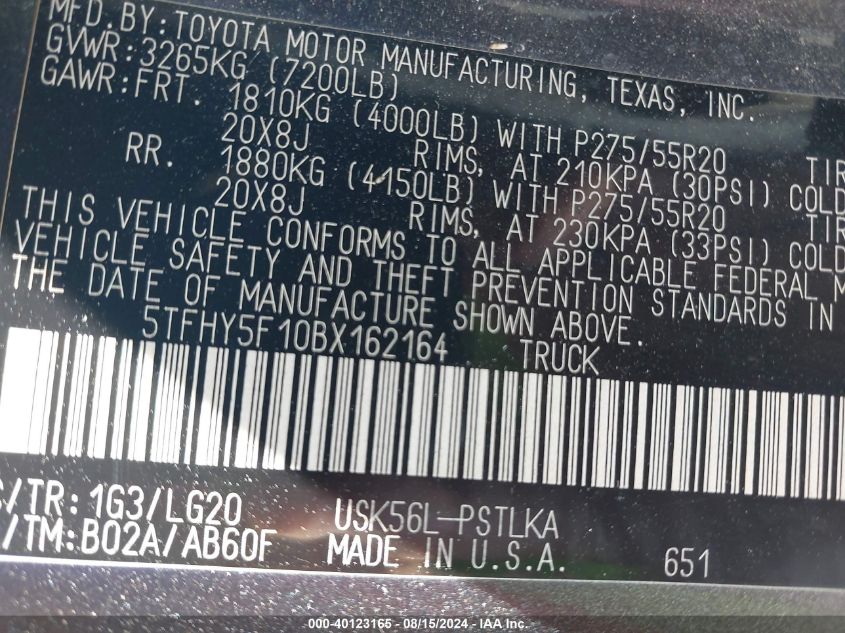 MFD. BY: TOYOTA MOTOR MANUFACTURING, TEXAS, INC.
GVWR: 3265KG (7200LB)
GAWR: FRT. 1810KG (4000LB) WITH P275/55R20 TIR
20X8J RIMS, AT 210KPA (30PSI) COLD
RR. 1880KG (4150LB) WITH P275/55R20 TIR
20X8J RIMS, AT 230KPA (33PSI) COLD
THIS VEHICLE CONFORMS TO ALL APPLICABLE FEDERAL M
VEHICLE SAFETY AND THEFT PREVENTION STANDARDS IN
THE DATE OF MANUFACTURE SHOWN ABOVE.
5TFHY5F10BX162164 TRUCK
/TR: 1G3/LG20 USK56L-PSTLKA
/TM: B02A/AB60F MADE IN U.S.A. 651
000-40123165 - 08/15/2024 - IAA Inc.